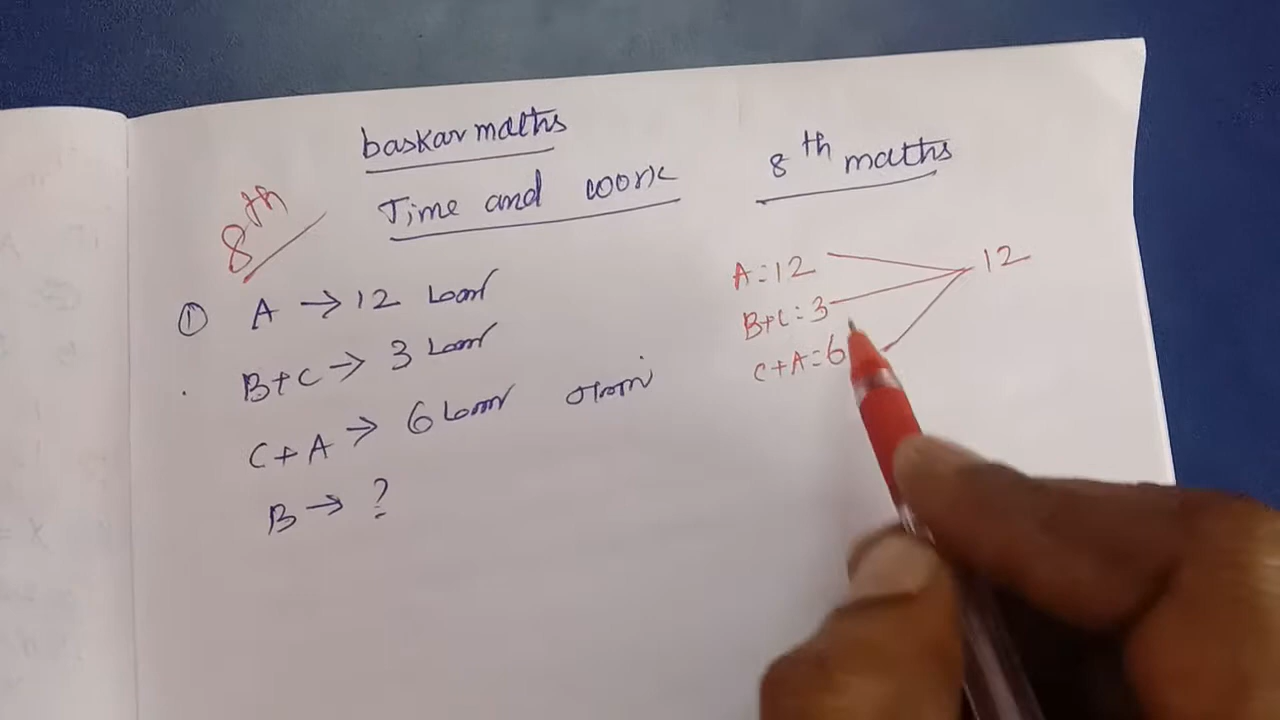 baskar maths
8th maths
8th
Time and work
① A → 12
B+C → 3
C+A → 6
B → ?
A=12
B+C=3
C+A=6
12